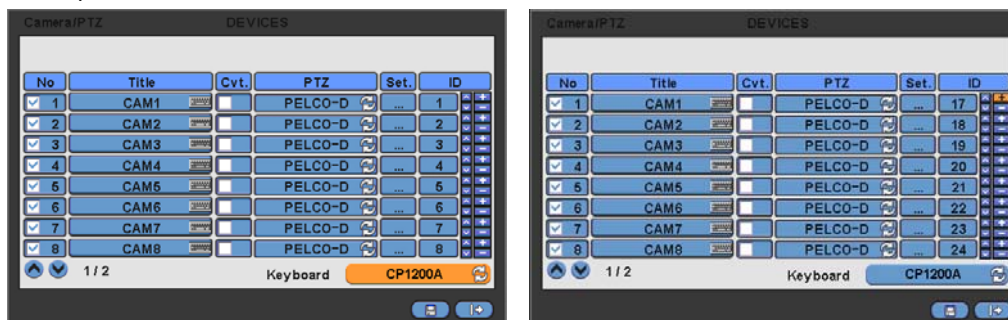 Camera/PTZ DEVICES
No Title Cvt. PTZ Set. ID
1 CAM1 PELCO-D ... 1
2 CAM2 PELCO-D ... 2
3 CAM3 PELCO-D ... 3
4 CAM4 PELCO-D ... 4
5 CAM5 PELCO-D ... 5
6 CAM6 PELCO-D ... 6
7 CAM7 PELCO-D ... 7
8 CAM8 PELCO-D ... 8
1 / 2 Keyboard CP1200A
Camera/PTZ DEVICES
No Title Cvt. PTZ Set. ID
1 CAM1 PELCO-D ... 17
2 CAM2 PELCO-D ... 18
3 CAM3 PELCO-D ... 19
4 CAM4 PELCO-D ... 20
5 CAM5 PELCO-D ... 21
6 CAM6 PELCO-D ... 22
7 CAM7 PELCO-D ... 23
8 CAM8 PELCO-D ... 24
1 / 2 Keyboard CP1200A